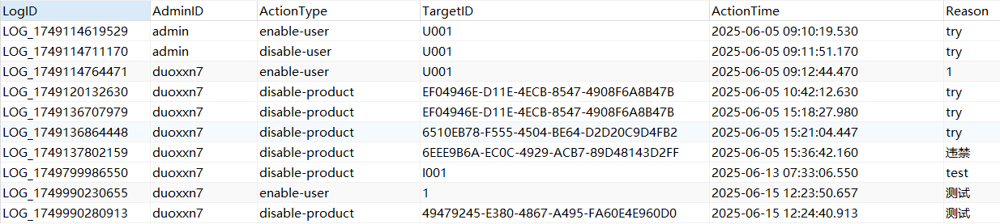 LogID AdminID ActionType TargetID ActionTime Reason
LOG_1749114619529 admin enable-user U001 2025-06-05 09:10:19.530 try
LOG_1749114711170 admin disable-user U001 2025-06-05 09:11:51.170 try
LOG_1749114764471 duoxxn7 enable-user U001 2025-06-05 09:12:44.470 1
LOG_1749120132630 duoxxn7 disable-product EF04946E-D11E-4ECB-8547-4908F6A8B47B 2025-06-05 10:42:12.630 try
LOG_1749136707979 duoxxn7 disable-product EF04946E-D11E-4ECB-8547-4908F6A8B47B 2025-06-05 15:18:27.980 try
LOG_1749136864448 duoxxn7 disable-product 6510EB78-F555-4504-BE64-D2D20C9D4FB2 2025-06-05 15:21:04.447 try
LOG_1749137802159 duoxxn7 disable-product 6EEE9B6A-EC0C-4929-ACB7-89D48143D2FF 2025-06-05 15:36:42.160 违禁
LOG_1749799986550 duoxxn7 disable-product I001 2025-06-13 07:33:06.550 test
LOG_1749990230655 duoxxn7 enable-user 1 2025-06-15 12:23:50.657 测试
LOG_1749990280913 duoxxn7 disable-product 49479245-E380-4867-A495-FA60E4E960D0 2025-06-15 12:24:40.913 测试